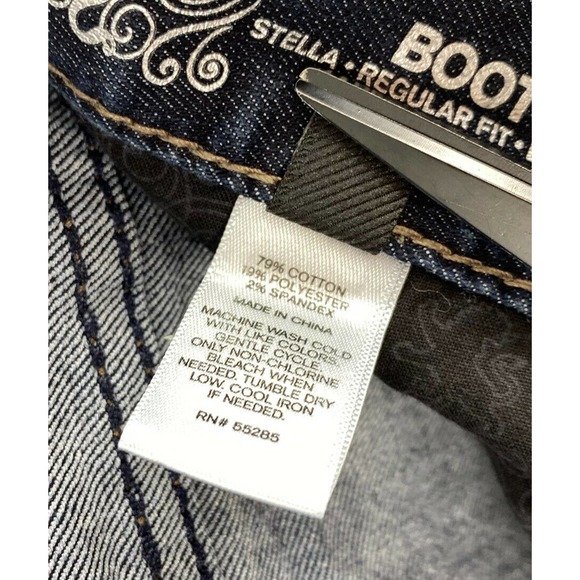 BOOT
STELLA • REGULAR FIT •
79% COTTON
19% POLYESTER
2% SPANDEX
MADE IN CHINA
MACHINE WASH COLD
WITH LIKE COLORS
GENTLE CYCLE
ONLY NON-CHLORINE
BLEACH WHEN
NEEDED, TUMBLE DRY
LOW. COOL IRON
IF NEEDED.
RN# 55285